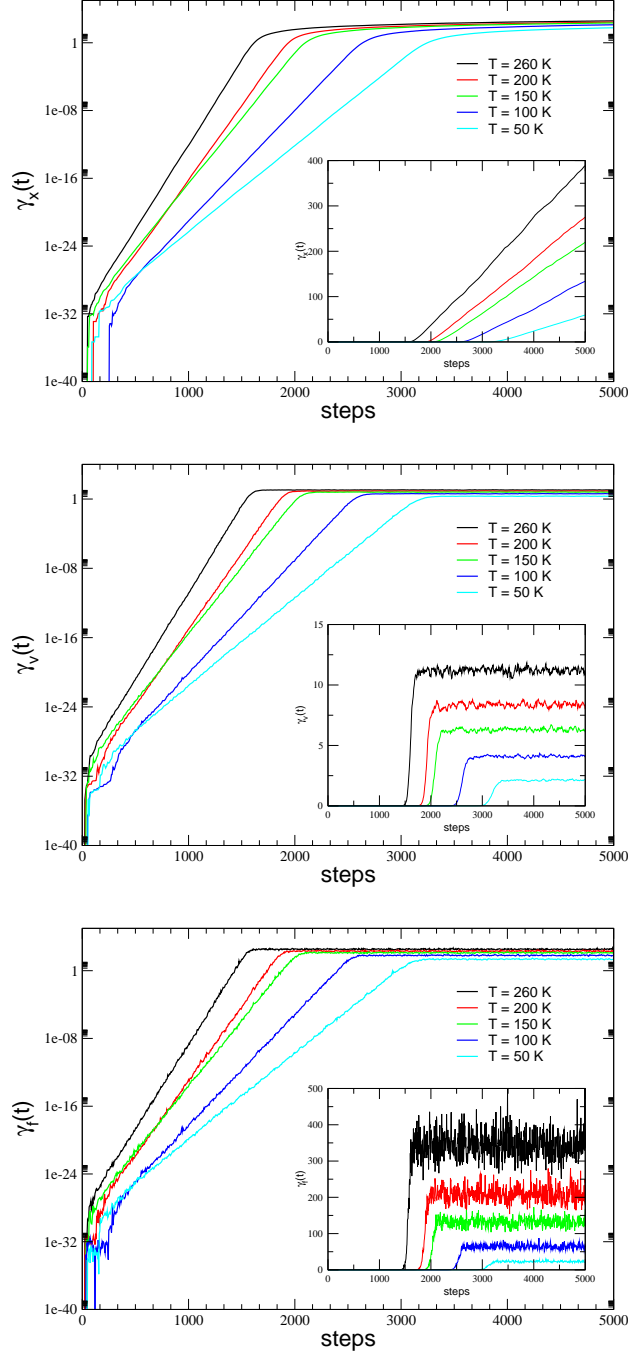 1
1e-08
1e-16
1e-24
1e-32
1e-40
γx(t)
T = 260 K
T = 200 K
T = 150 K
T = 100 K
T = 50 K
400
300
200
100
0
γx(t)
0 1000 2000 3000 4000 5000
steps
0 1000 2000 3000 4000 5000
steps
1
1e-08
1e-16
1e-24
1e-32
1e-40
γv(t)
T = 260 K
T = 200 K
T = 150 K
T = 100 K
T = 50 K
15
10
5
0
γv(t)
0 1000 2000 3000 4000 5000
steps
0 1000 2000 3000 4000 5000
steps
1
1e-08
1e-16
1e-24
1e-32
1e-40
γf(t)
T = 260 K
T = 200 K
T = 150 K
T = 100 K
T = 50 K
500
400
300
200
100
0
γf(t)
0 1000 2000 3000 4000 5000
steps
0 1000 2000 3000 4000 5000
steps